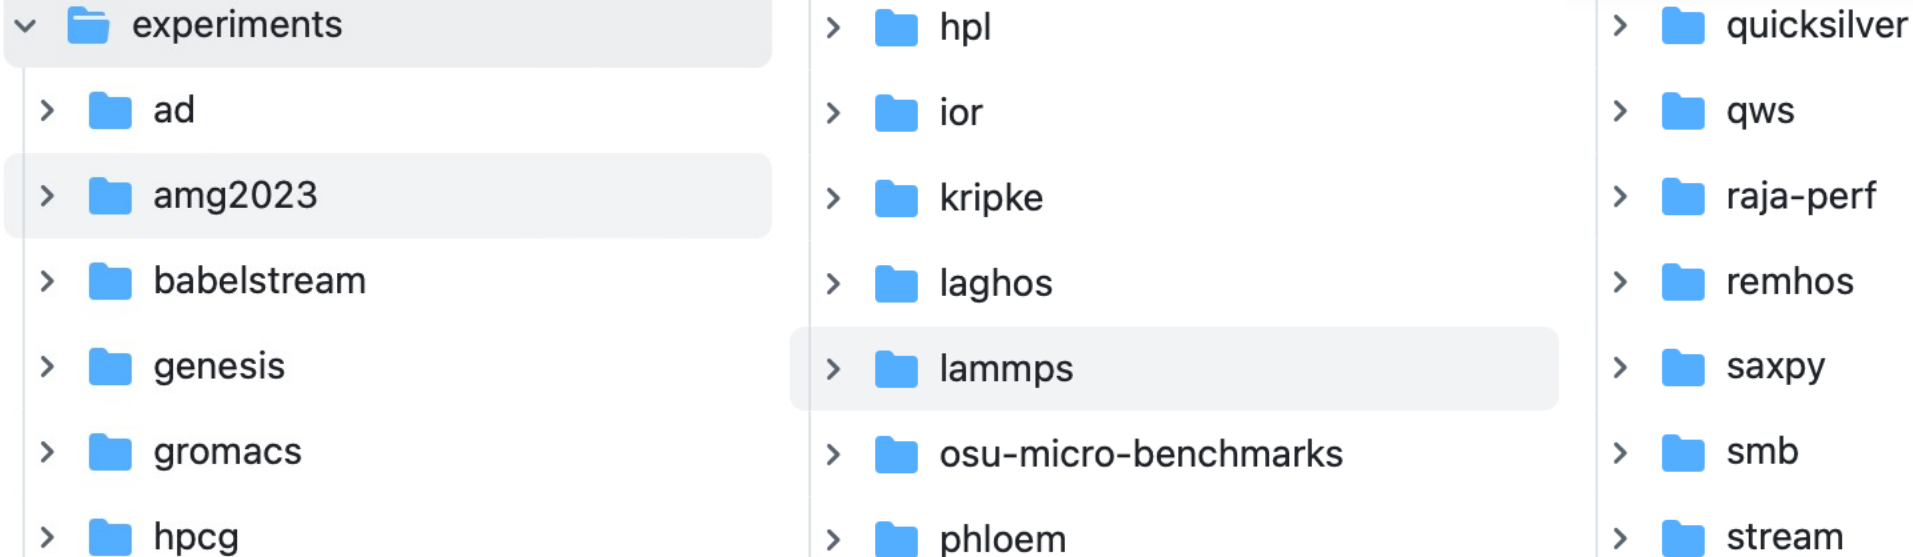 experiments
ad
amg2023
babelstream
genesis
gromacs
hpcg
hpl
ior
kripke
laghos
lammps
osu-micro-benchmarks
phloem
quicksilver
qws
raja-perf
remhos
saxpy
smb
stream